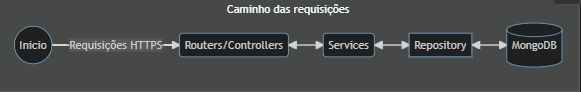 Caminho das requisições
Inicio Requisições HTTPS Routers/Controllers Services Repository MongoDB